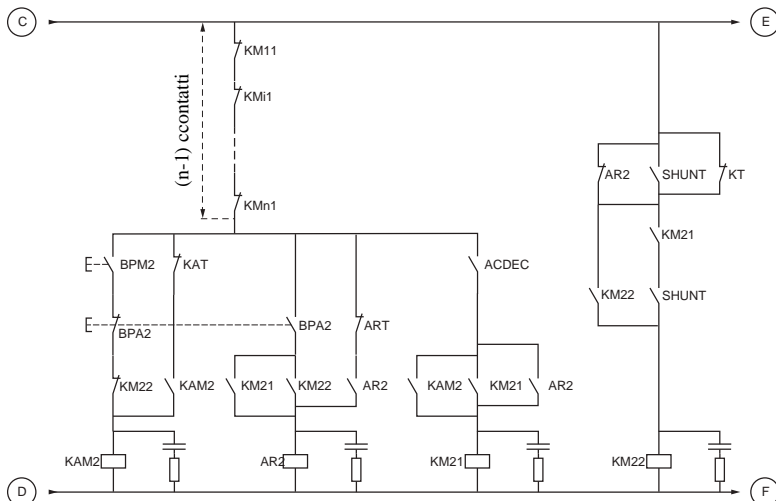 C
E
KM11
KMi1
(n-1) ccontatti
KMn1
AR2
SHUNT
KT
KM21
BPM2
KAT
ACDEC
KM22
SHUNT
BPA2
BPA2
ART
KM22
KAM2
KM21
KM22
AR2
KAM2
KM21
AR2
KAM2
AR2
KM21
KM22
D
F